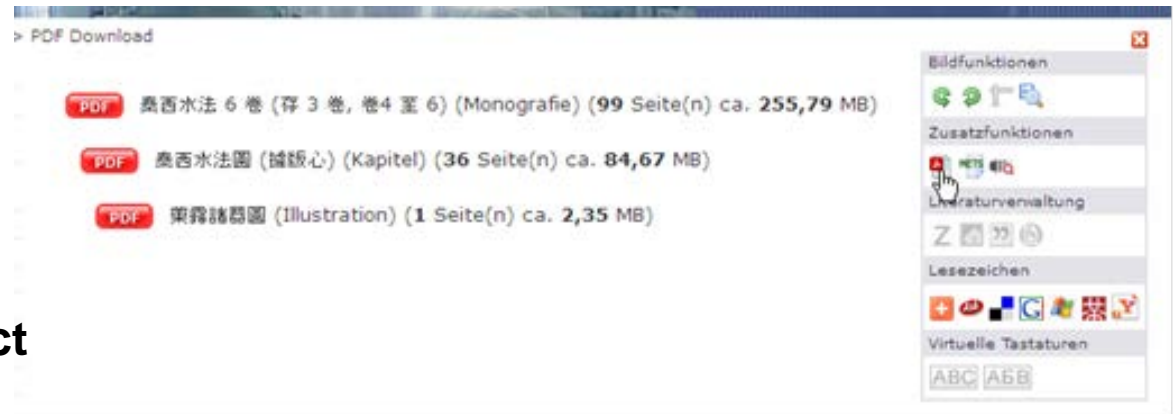 > PDF Download
PDF 泰西水法 6 卷 (存 3 卷, 卷4 至 6) (Monografie) (99 Seite(n) ca. 255,79 MB)
PDF 泰西水法圖 (據版心) (Kapitel) (36 Seite(n) ca. 84,67 MB)
PDF 藥露諸器圖 (Illustration) (1 Seite(n) ca. 2,35 MB)
ct
Bildfunktionen
Zusatzfunktionen
METS
Literaturverwaltung
Z
Lesezeichen
G
Virtuelle Tastaturen
ABC АБВ